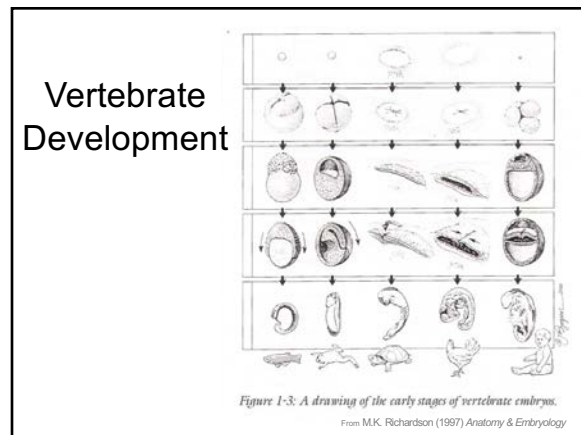 Vertebrate
Development
Figure 1-3: A drawing of the early stages of vertebrate embryos.
From M.K. Richardson (1997) Anatomy & Embryology